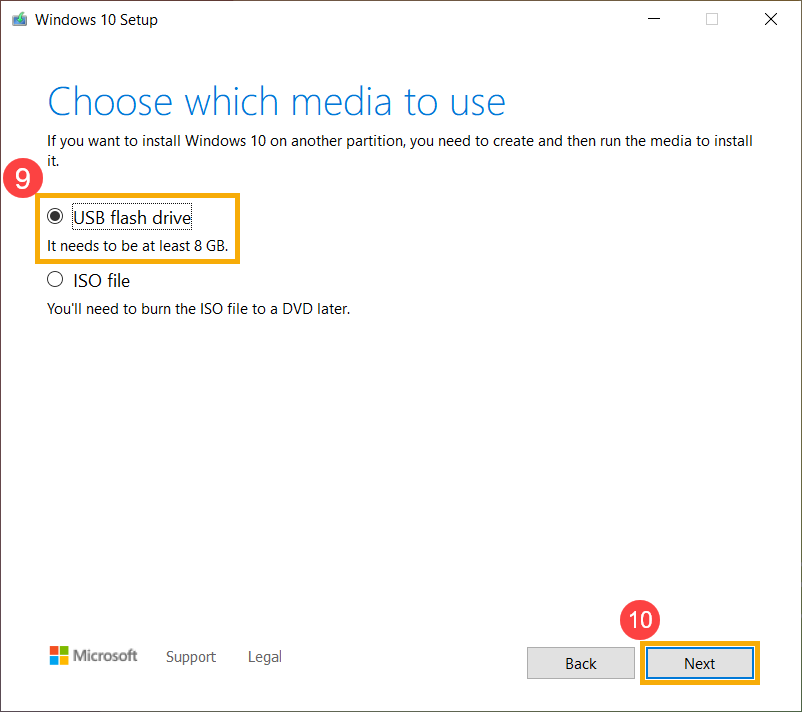 Windows 10 Setup
Choose which media to use
If you want to install Windows 10 on another partition, you need to create and then run the media to install
it.
9
USB flash drive
It needs to be at least 8 GB.
ISO file
You'll need to burn the ISO file to a DVD later.
10
Microsoft Support Legal Back Next